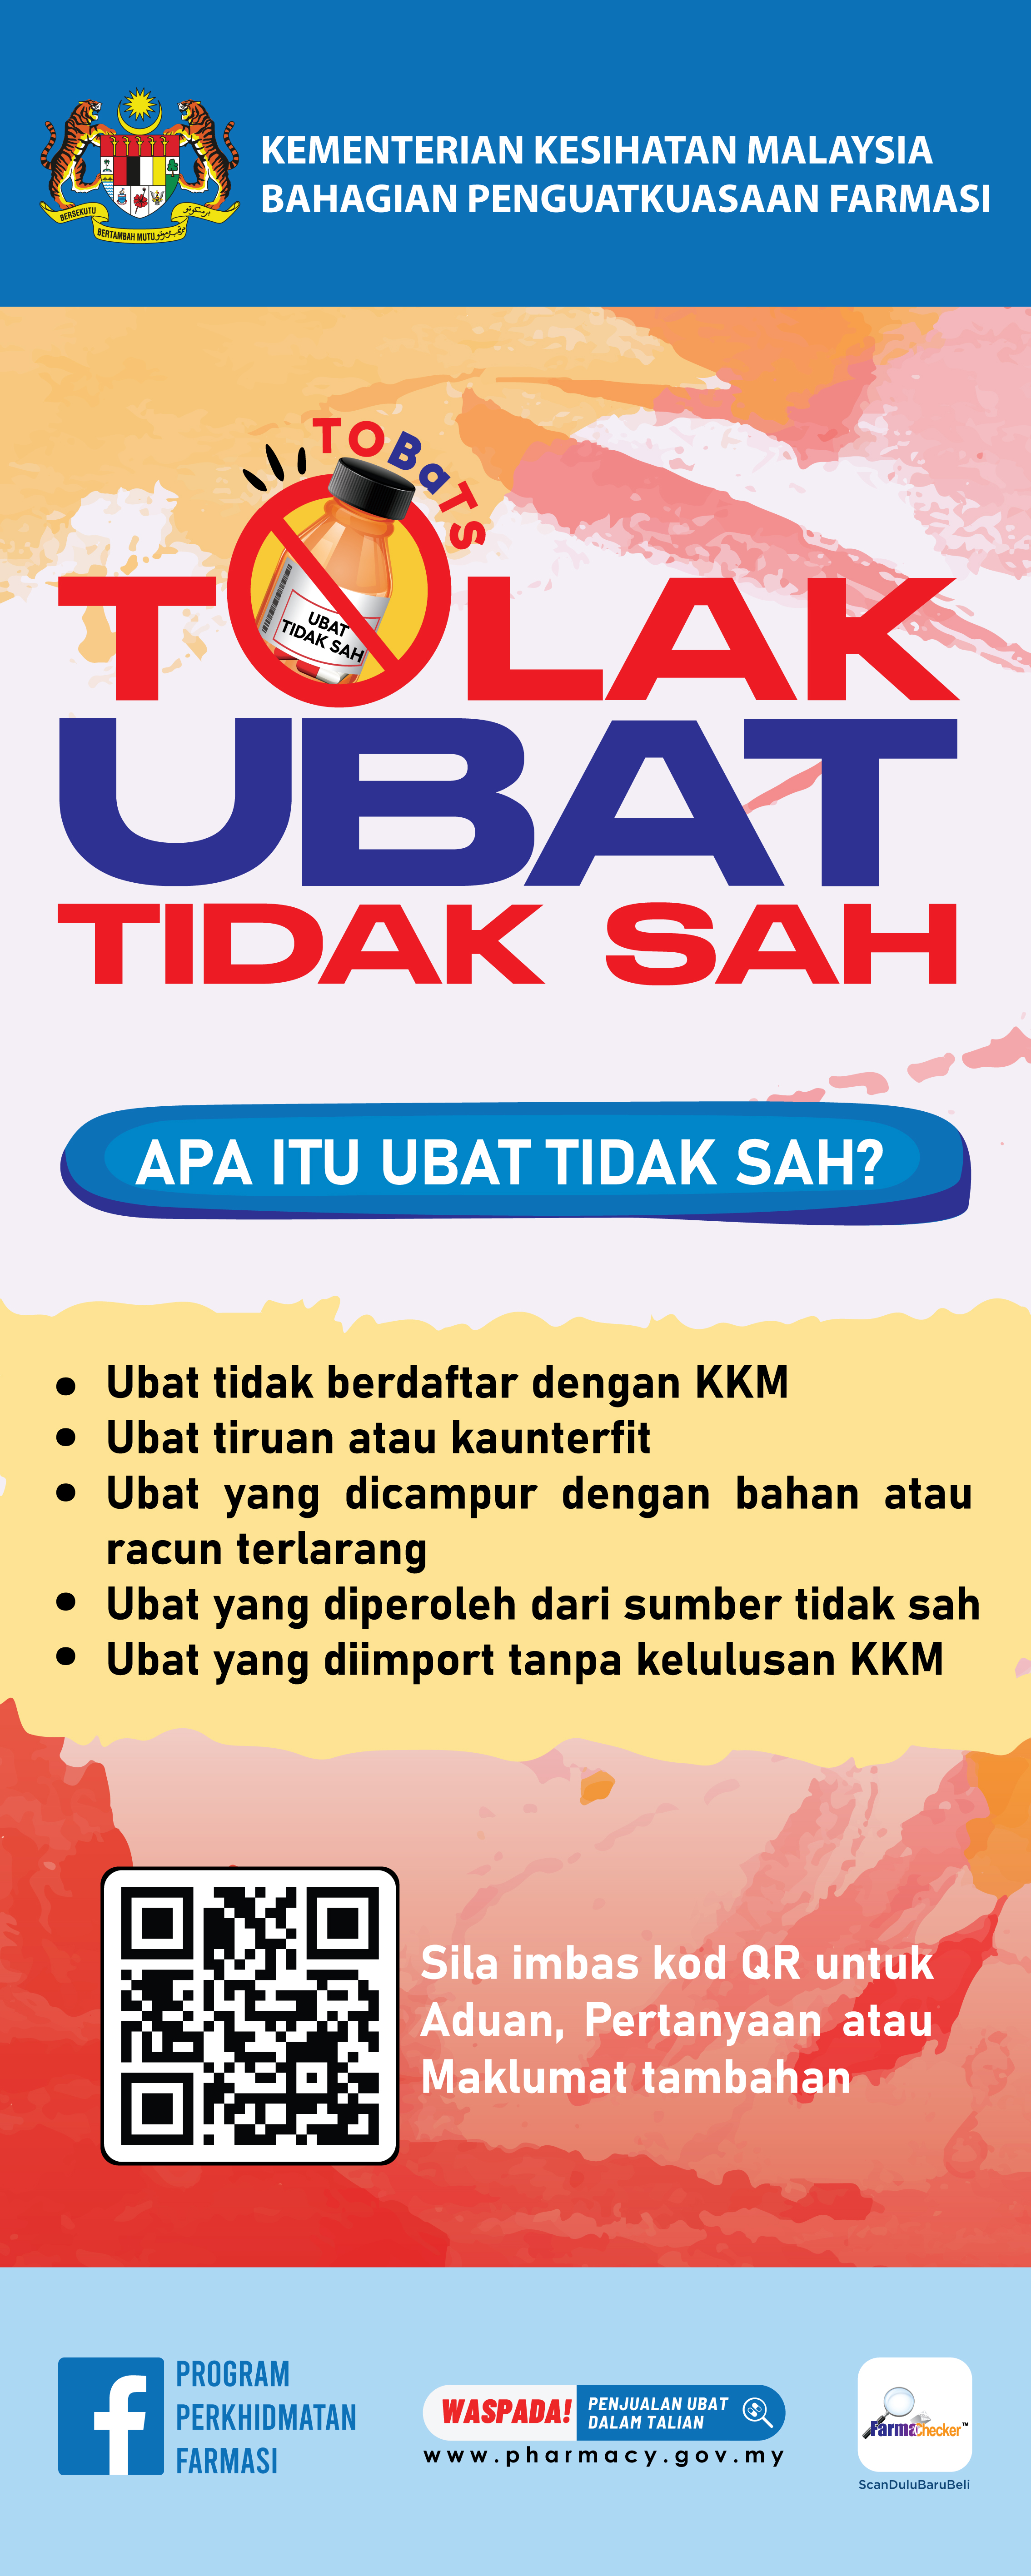 BERSEKUTU
BERTAMBAH MUTU
KEMENTERIAN KESIHATAN MALAYSIA
BAHAGIAN PENGUATKUASAAN FARMASI
TOBaTS
UBAT
TIDAK SAH
TOLAK
UBAT
TIDAK SAH
APA ITU UBAT TIDAK SAH?
• Ubat tidak berdaftar dengan KKM
• Ubat tiruan atau kaunterfit
• Ubat yang dicampur dengan bahan atau
racun terlarang
• Ubat yang diperoleh dari sumber tidak sah
• Ubat yang diimport tanpa kelulusan KKM
Sila imbas kod QR untuk
Aduan, Pertanyaan atau
Maklumat tambahan
PROGRAM
PERKHIDMATAN
FARMASI
WASPADA!
PENJUALAN UBAT
DALAM TALIAN
www.pharmacy.gov.my
FarmaChecker™
ScanDuluBaruBeli